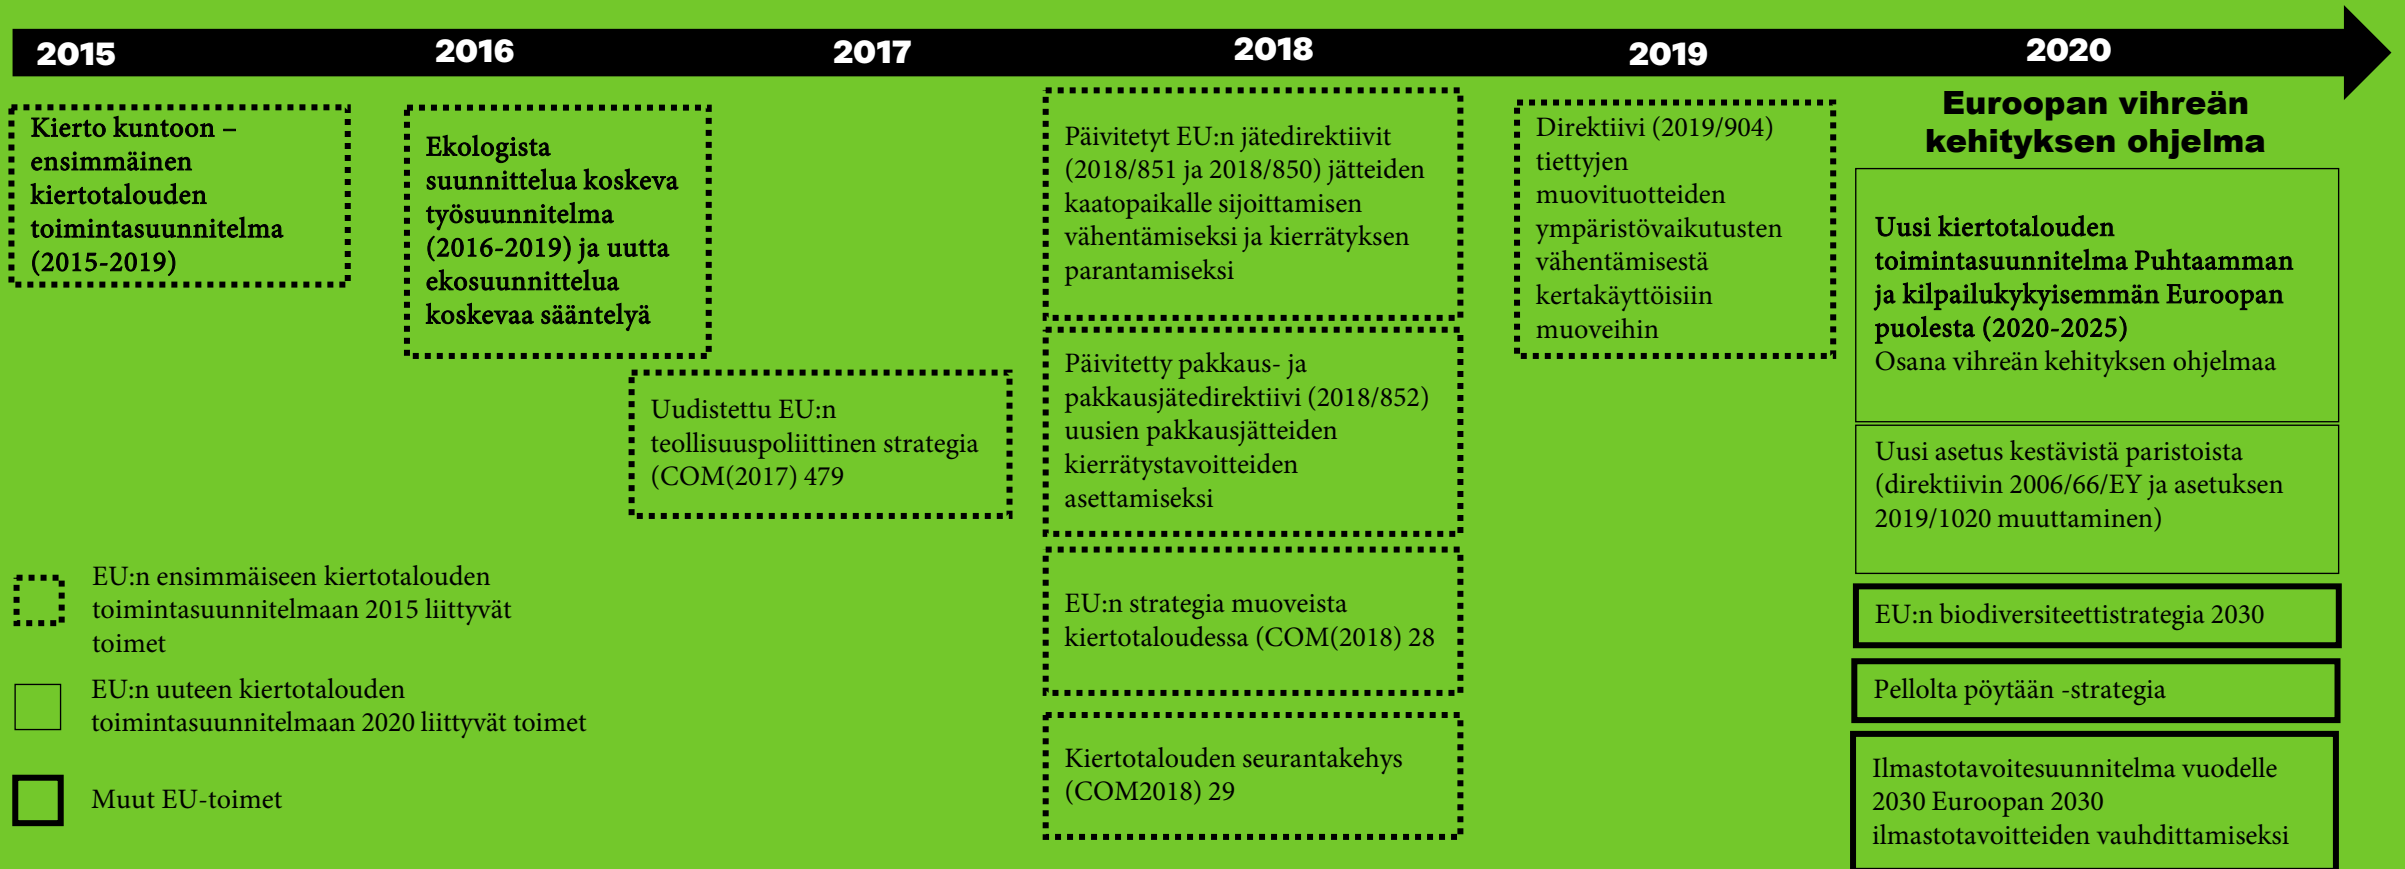 2015
2016
2017
2018
2019
2020
Kierto kuntoon –
ensimmäinen
kiertotalouden
toimintasuunnitelma
(2015-2019)
Ekologista
suunnittelua koskeva
työsuunnitelma
(2016-2019) ja uutta
ekosuunnittelua
koskevaa sääntelyä
Uudistettu EU:n
teollisuuspoliittinen strategia
(COM(2017) 479
Päivitetyt EU:n jätedirektiivit
(2018/851 ja 2018/850) jätteiden
kaatopaikalle sijoittamisen
vähentämiseksi ja kierrätyksen
parantamiseksi
Päivitetty pakkaus- ja
pakkausjätedirektiivi (2018/852)
uusien pakkausjätteiden
kierrätystavoitteiden
asettamiseksi
EU:n strategia muoveista
kiertotaloudessa (COM(2018) 28
Kiertotalouden seurantakehys
(COM2018) 29
Direktiivi (2019/904)
tiettyjen
muovituotteiden
ympäristövaikutusten
vähentämisestä
kertakäyttöisiin
muoveihin
Euroopan vihreän
kehityksen ohjelma
Uusi kiertotalouden
toimintasuunnitelma Puhtaamman
ja kilpailukykyisemmän Euroopan
puolesta (2020-2025)
Osana vihreän kehityksen ohjelmaa
Uusi asetus kestävistä paristoista
(direktiivin 2006/66/EY ja asetuksen
2019/1020 muuttaminen)
EU:n biodiversiteettistrategia 2030
Pellolta pöytään -strategia
Ilmastotavoitesuunnitelma vuodelle
2030 Euroopan 2030
ilmastotavoitteiden vauhdittamiseksi
EU:n ensimmäiseen kiertotalouden
toimintasuunnitelmaan 2015 liittyvät
toimet
EU:n uuteen kiertotalouden
toimintasuunnitelmaan 2020 liittyvät toimet
Muut EU-toimet